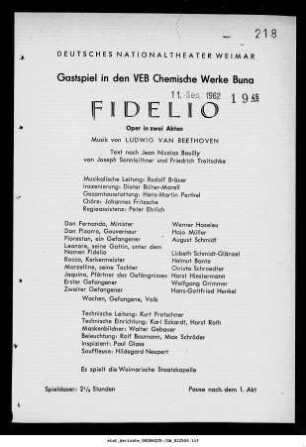 218
DEUTSCHES NATIONALTHEATER WEIMAR
Gastspiel in den VEB Chemische Werke Buna
11. Sep. 1962 19 45
FIDELIO
Oper in zwei Akten
Musik von LUDWIG VAN BEETHOVEN
Text nach Jean Nicolas Bouilly
von Joseph Sonnleithner und Friedrich Treitschke
Musikalische Leitung: Rudolf Bräuer
Inszenierung: Dieter Bülter-Marell
Gesamtausstattung: Hans-Martin Parthel
Chöre: Johannes Fritzsche
Regieassistenz: Peter Ehrlich
Don Fernando, Minister Werner Haseleu
Don Pizarro, Gouverneur Hajo Müller
Florestan, ein Gefangener August Schmidt
Leonore, seine Gattin, unter dem
Namen Fidelio Lisbeth Schmidt-Glänzel
Rocco, Kerkermeister Helmut Bante
Marzelline, seine Tochter Christa Schroedter
Jaquino, Pförtner des Gefängnisses Horst Hiestermann
Erster Gefangener Wolfgang Grimmer
Zweiter Gefangener Hans-Gottfried Henkel
Wachen, Gefangene, Volk
Technische Leitung: Kurt Fretschner
Technische Einrichtung: Karl Eckardt, Horst Roth
Maskenbildner: Walter Gebauer
Beleuchtung: Rolf Baumann, Max Schröder
Inspizient: Paul Glass
Souffleuse: Hildegard Neupert
Es spielt die Weimarische Staatskapelle
Spieldauer: 2½ Stunden Pause nach dem 1. Akt